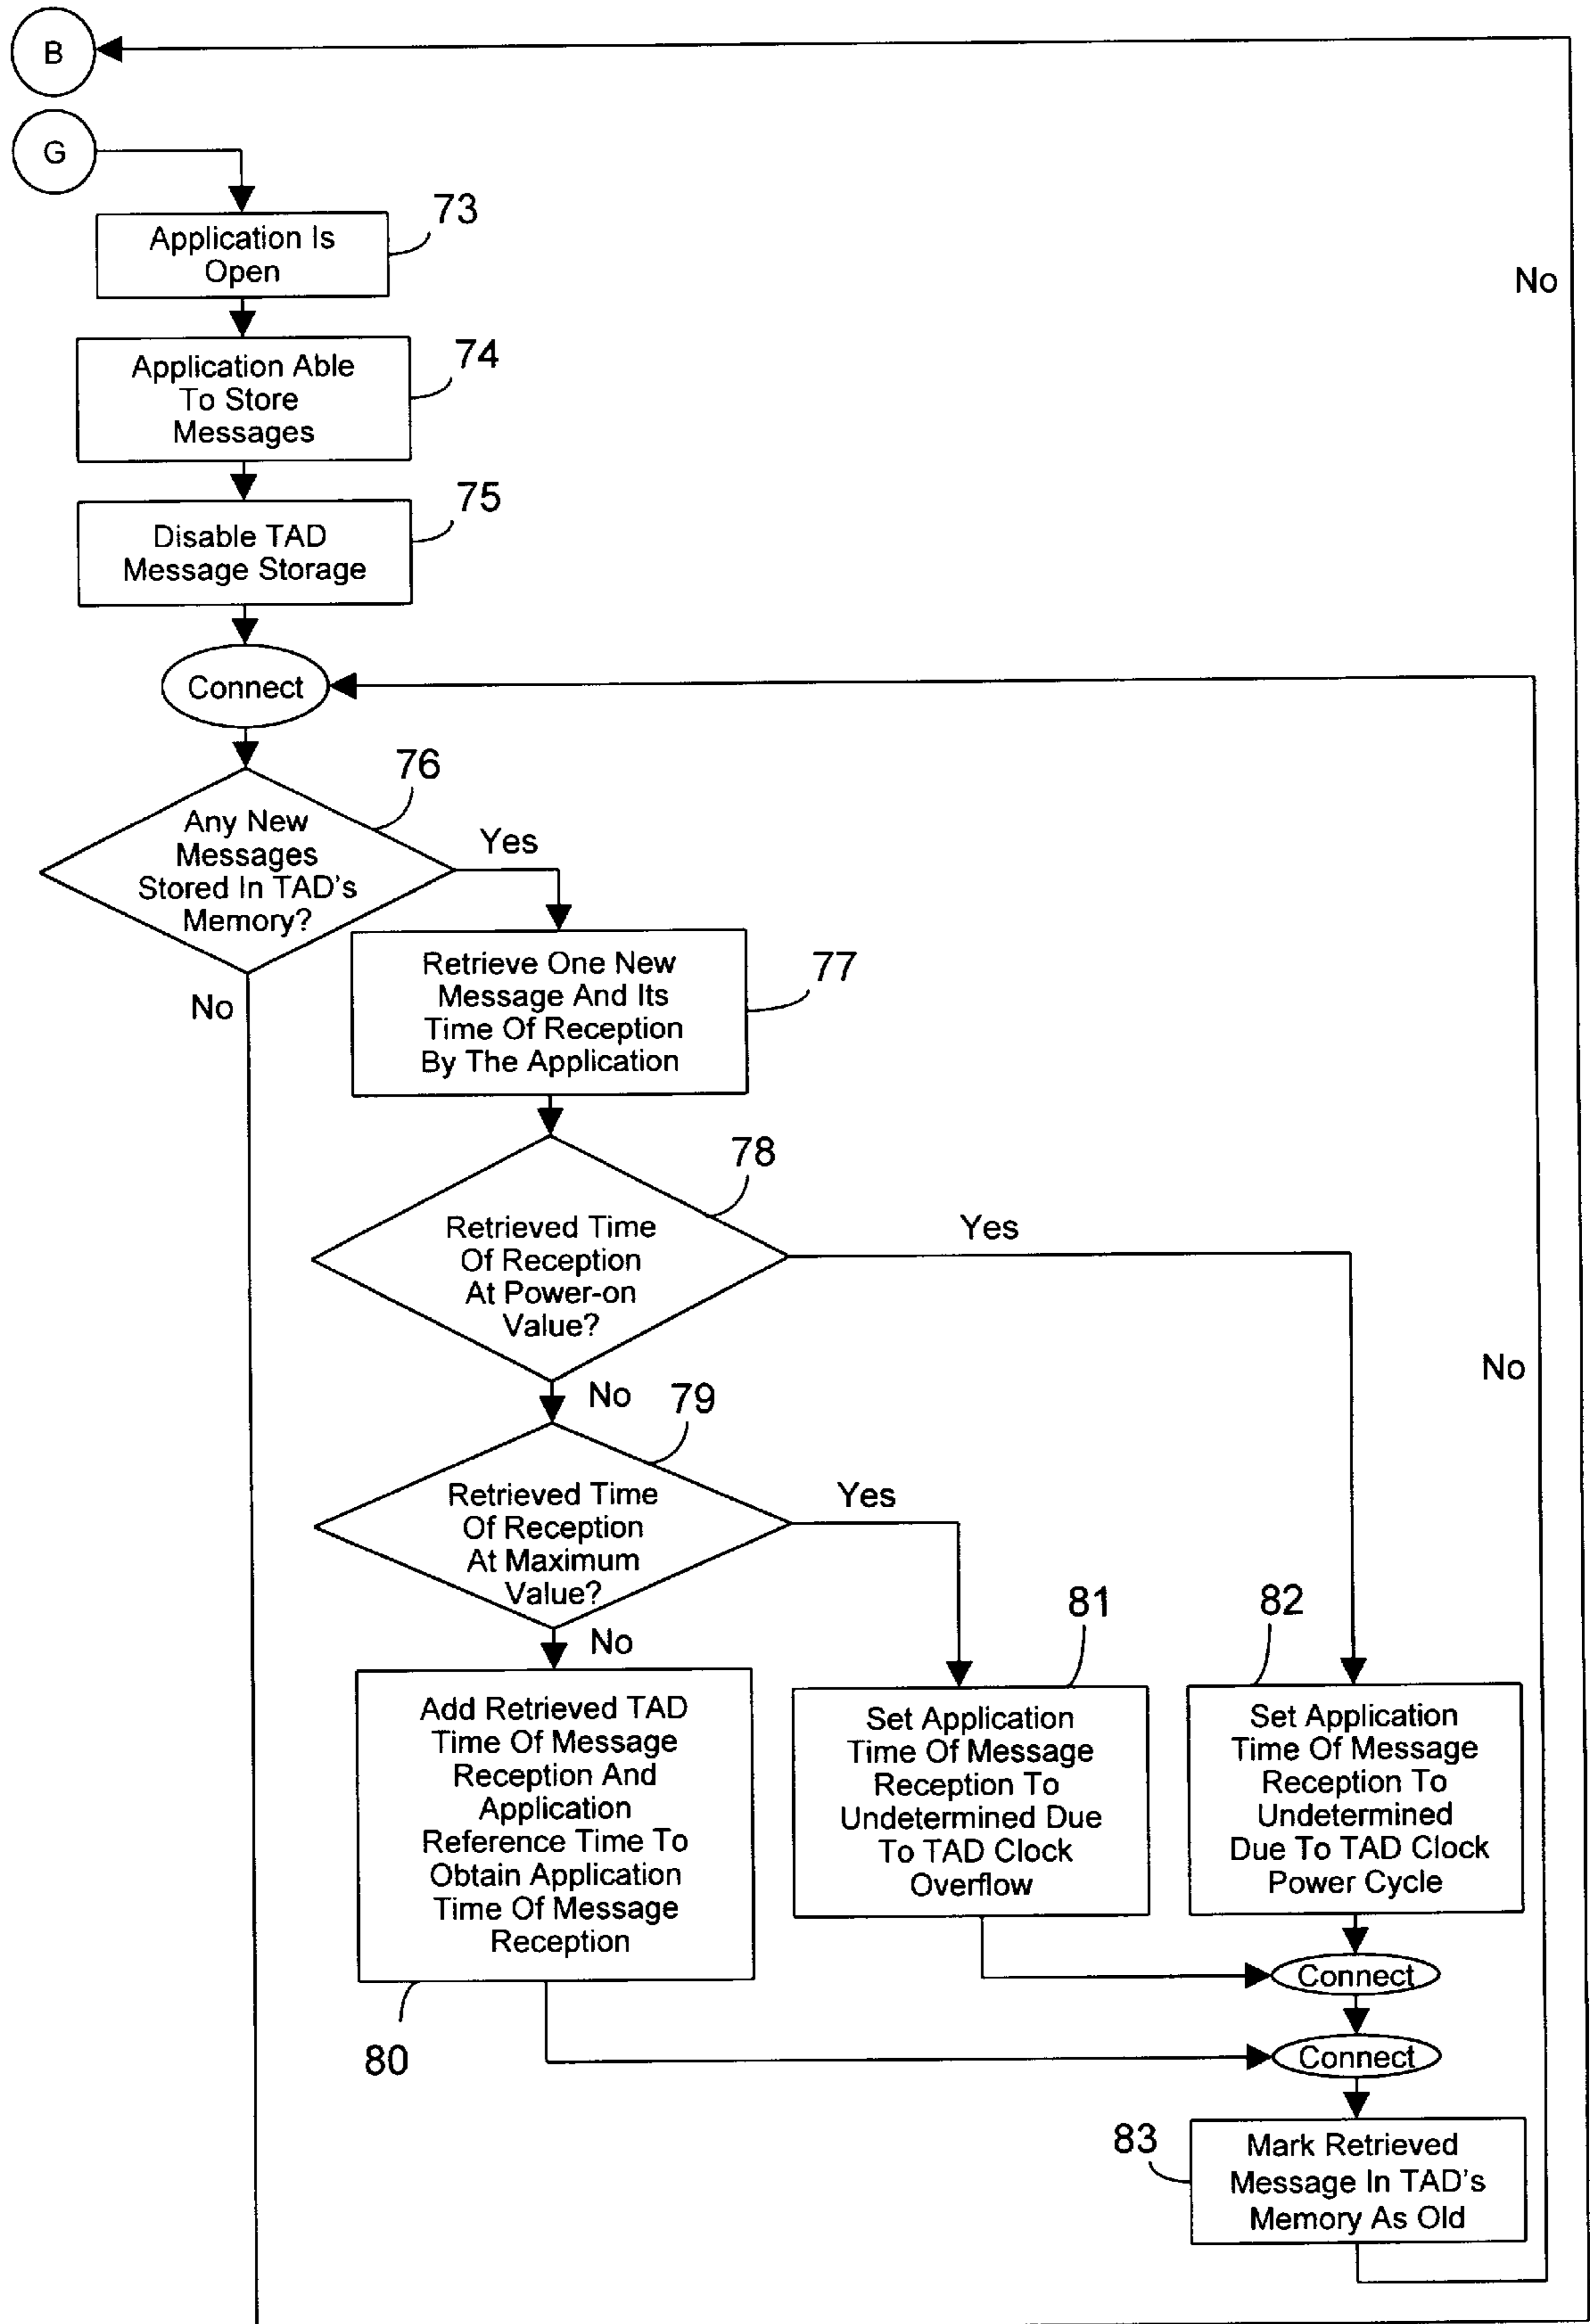 B
G
73
Application Is
Open
No
74
Application Able
To Store
Messages
75
Disable TAD
Message Storage
Connect
76
Any New
Messages
Stored In TAD's
Memory?
Yes
No
77
Retrieve One New
Message And Its
Time Of Reception
By The Application
78
Retrieved Time
Of Reception
At Power-on
Value?
Yes
No
No
79
Retrieved Time
Of Reception
At Maximum
Value?
Yes
No
80
Add Retrieved TAD
Time Of Message
Reception And
Application
Reference Time To
Obtain Application
Time Of Message
Reception
81
Set Application
Time Of Message
Reception To
Undetermined Due
To TAD Clock
Overflow
82
Set Application
Time Of Message
Reception To
Undetermined
Due To TAD Clock
Power Cycle
Connect
Connect
83
Mark Retrieved
Message In TAD's
Memory As Old